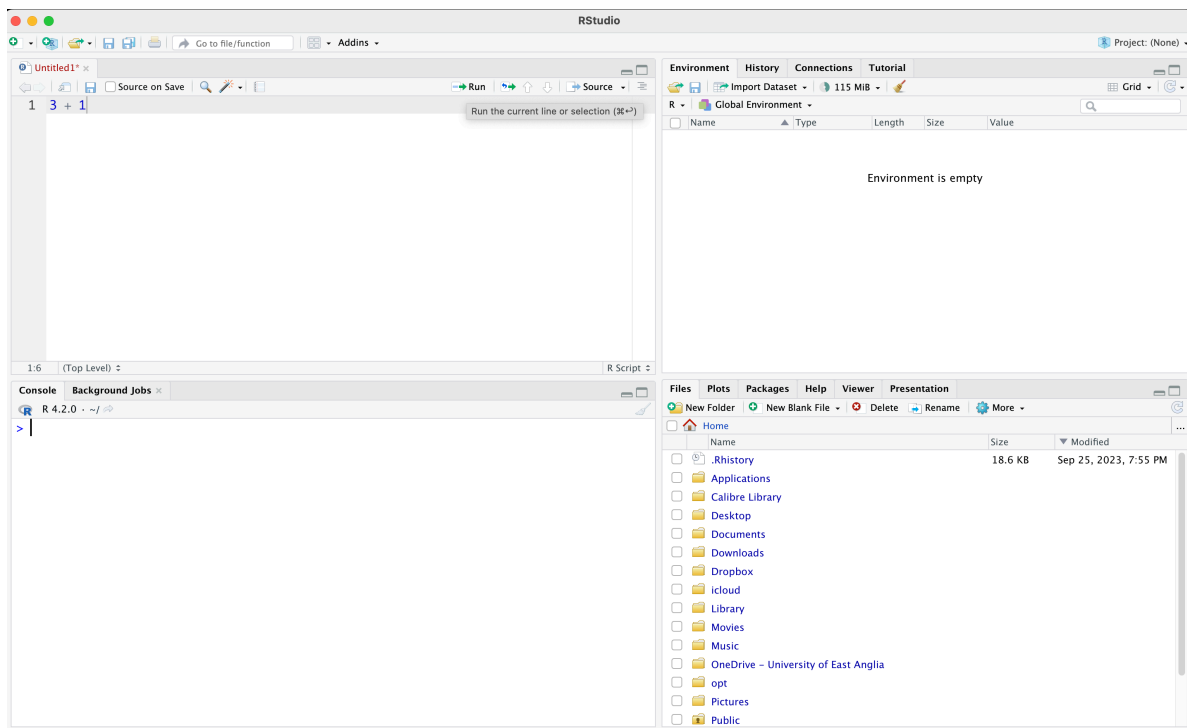 RStudio
Go to file/function Addins Project: (None)
Untitled1*
Source on Save Run Source
1 3 + 1
Run the current line or selection (⌘↩)
1:6 (Top Level) R Script
Console Background Jobs
R 4.2.0 · ~/
>
Environment History Connections Tutorial
Import Dataset 115 MiB Grid
R Global Environment
Name Type Length Size Value
Environment is empty
Files Plots Packages Help Viewer Presentation
New Folder New Blank File Delete Rename More
Home ...
Name Size Modified
.Rhistory 18.6 KB Sep 25, 2023, 7:55 PM
Applications
Calibre Library
Desktop
Documents
Downloads
Dropbox
icloud
Library
Movies
Music
OneDrive – University of East Anglia
opt
Pictures
Public